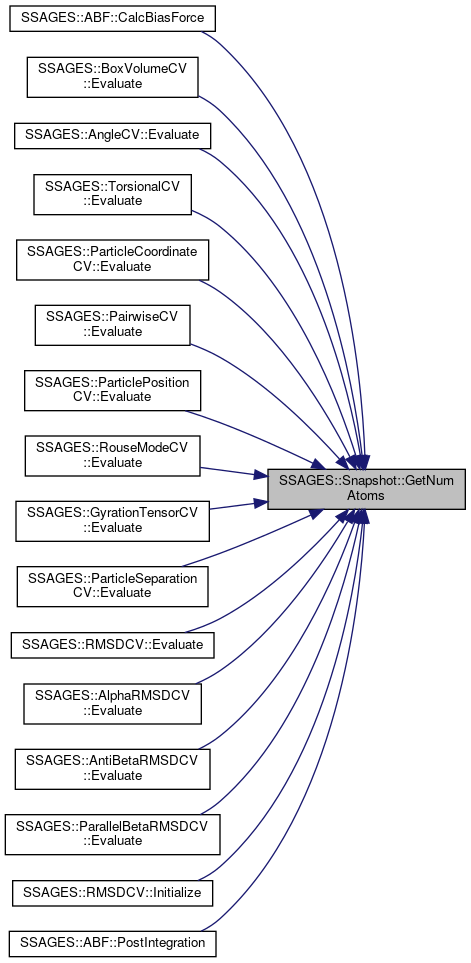 SSAGES::ABF::CalcBiasForce
SSAGES::BoxVolumeCV
::Evaluate
SSAGES::AngleCV::Evaluate
SSAGES::TorsionalCV
::Evaluate
SSAGES::ParticleCoordinate
CV::Evaluate
SSAGES::PairwiseCV
::Evaluate
SSAGES::ParticlePosition
CV::Evaluate
SSAGES::RouseModeCV
::Evaluate
SSAGES::Snapshot::GetNum
Atoms
SSAGES::GyrationTensorCV
::Evaluate
SSAGES::ParticleSeparation
CV::Evaluate
SSAGES::RMSDCV::Evaluate
SSAGES::AlphaRMSDCV
::Evaluate
SSAGES::AntiBetaRMSDCV
::Evaluate
SSAGES::ParallelBetaRMSDCV
::Evaluate
SSAGES::RMSDCV::Initialize
SSAGES::ABF::PostIntegration